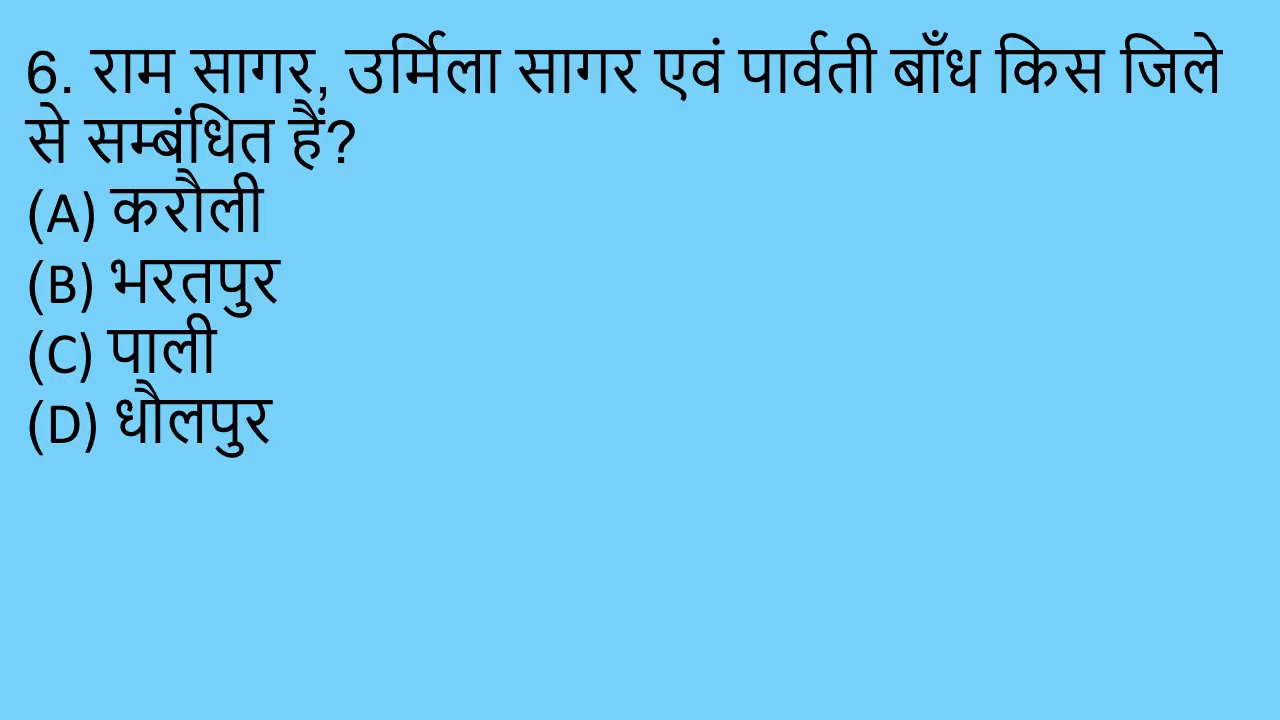 6. राम सागर, उर्मिला सागर एवं पार्वती बाँध किस जिले
से सम्बंधित हैं?
(A) करौली
(B) भरतपुर
(C) पाली
(D) धौलपुर